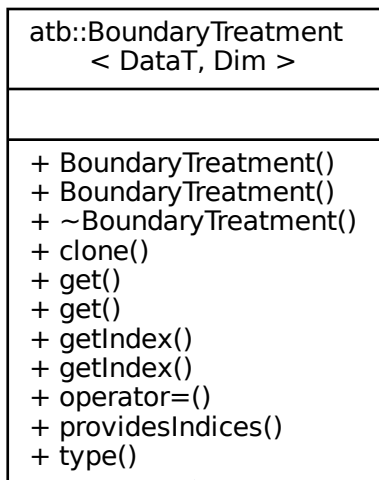 atb::BoundaryTreatment
< DataT, Dim >
+ BoundaryTreatment()
+ BoundaryTreatment()
+ ~BoundaryTreatment()
+ clone()
+ get()
+ get()
+ getIndex()
+ getIndex()
+ operator=()
+ providesIndices()
+ type()